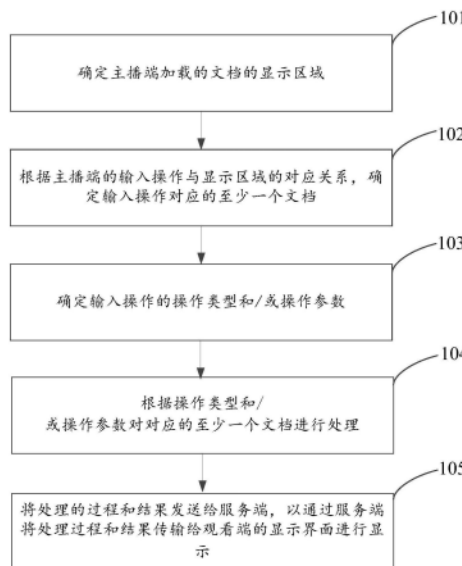 101
确定主播端加载的文档的显示区域
102
根据主播端的输入操作与显示区域的对应关系，确
定输入操作对应的至少一个文档
103
确定输入操作的操作类型和/或操作参数
104
根据操作类型和/
或操作参数对对应的至少一个文档进行处理
105
将处理的过程和结果发送给服务端，以通过服务端
将处理过程和结果传输给观看端的显示界面进行显
示